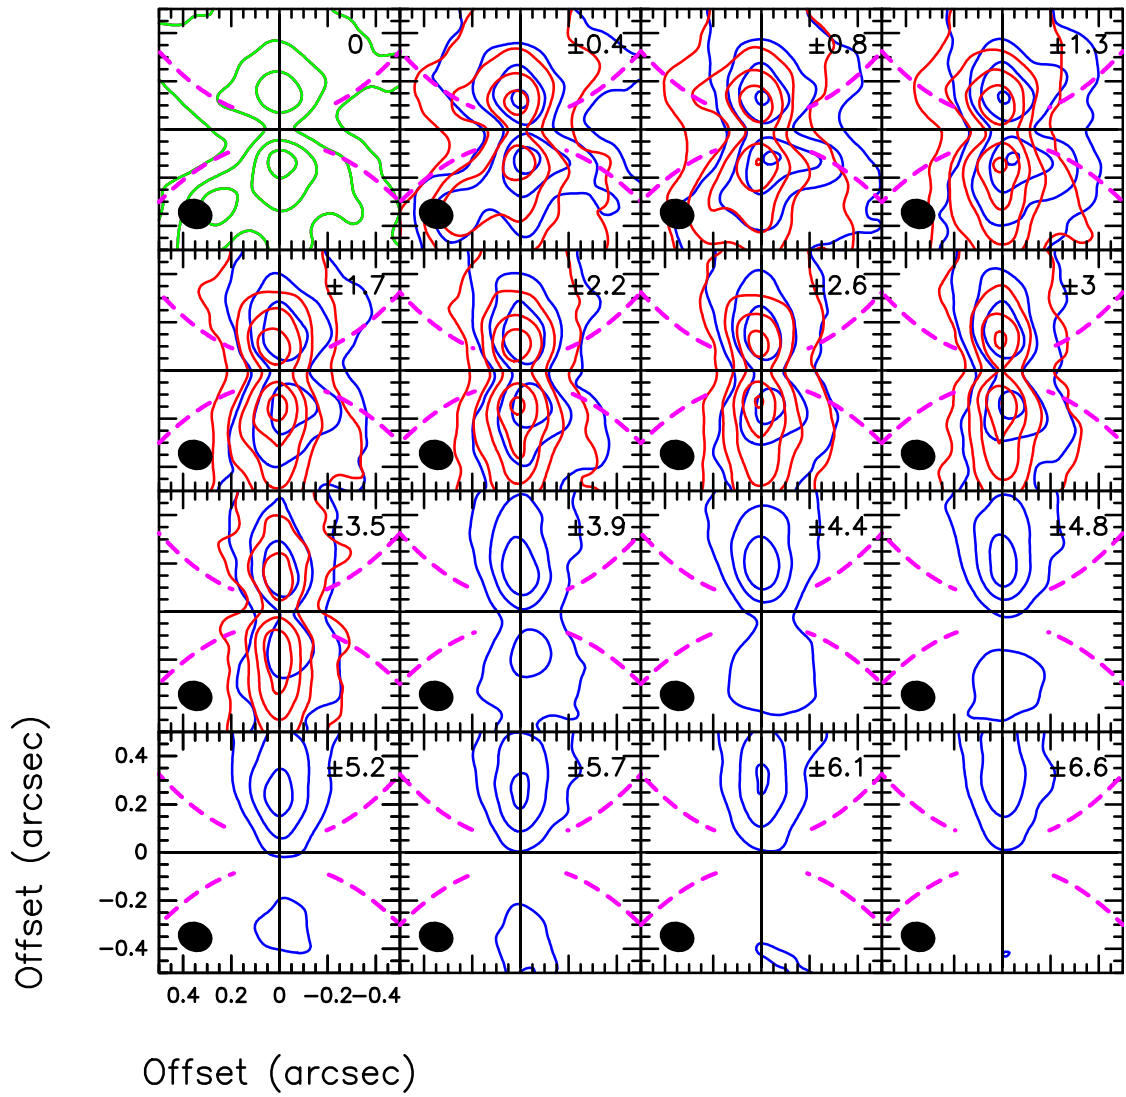 0 ±0.4 ±0.8 ±1.3
±1.7 ±2.2 ±2.6 ±3
±3.5 ±3.9 ±4.4 ±4.8
±5.2 ±5.7 ±6.1 ±6.6
0.4
0.2
0
−0.2
−0.4
0.4 0.2 0 −0.2 −0.4
Offset (arcsec)
Offset (arcsec)